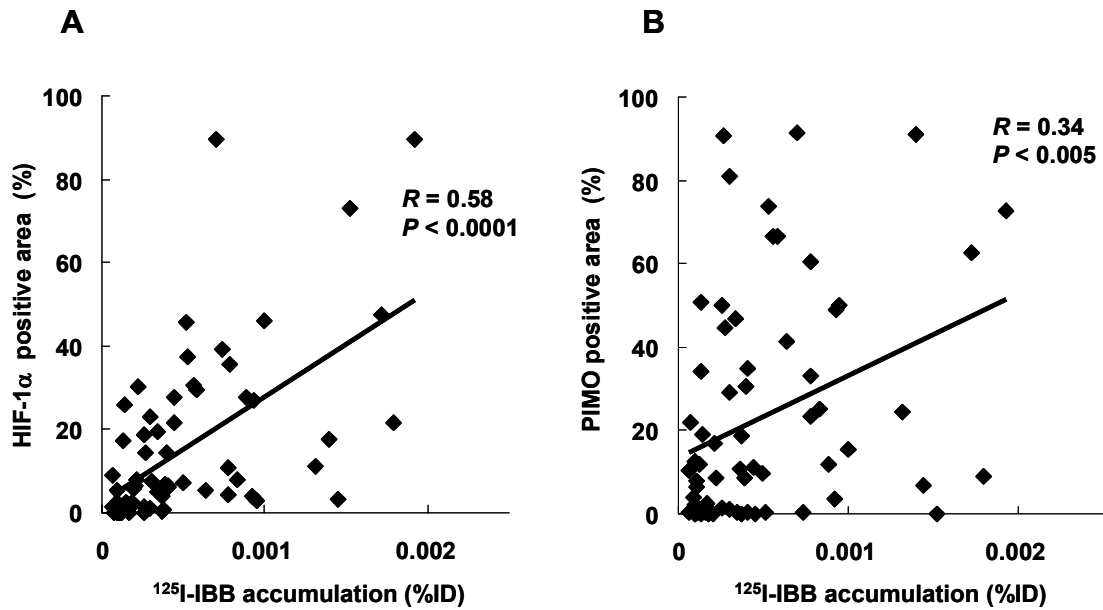 A
100
80
60
40
20
0
HIF-1α positive area (%)
R = 0.58
P < 0.0001
0
0.001
0.002
¹²⁵I-IBB accumulation (%ID)
B
100
80
60
40
20
0
PIMO positive area (%)
R = 0.34
P < 0.005
0
0.001
0.002
¹²⁵I-IBB accumulation (%ID)